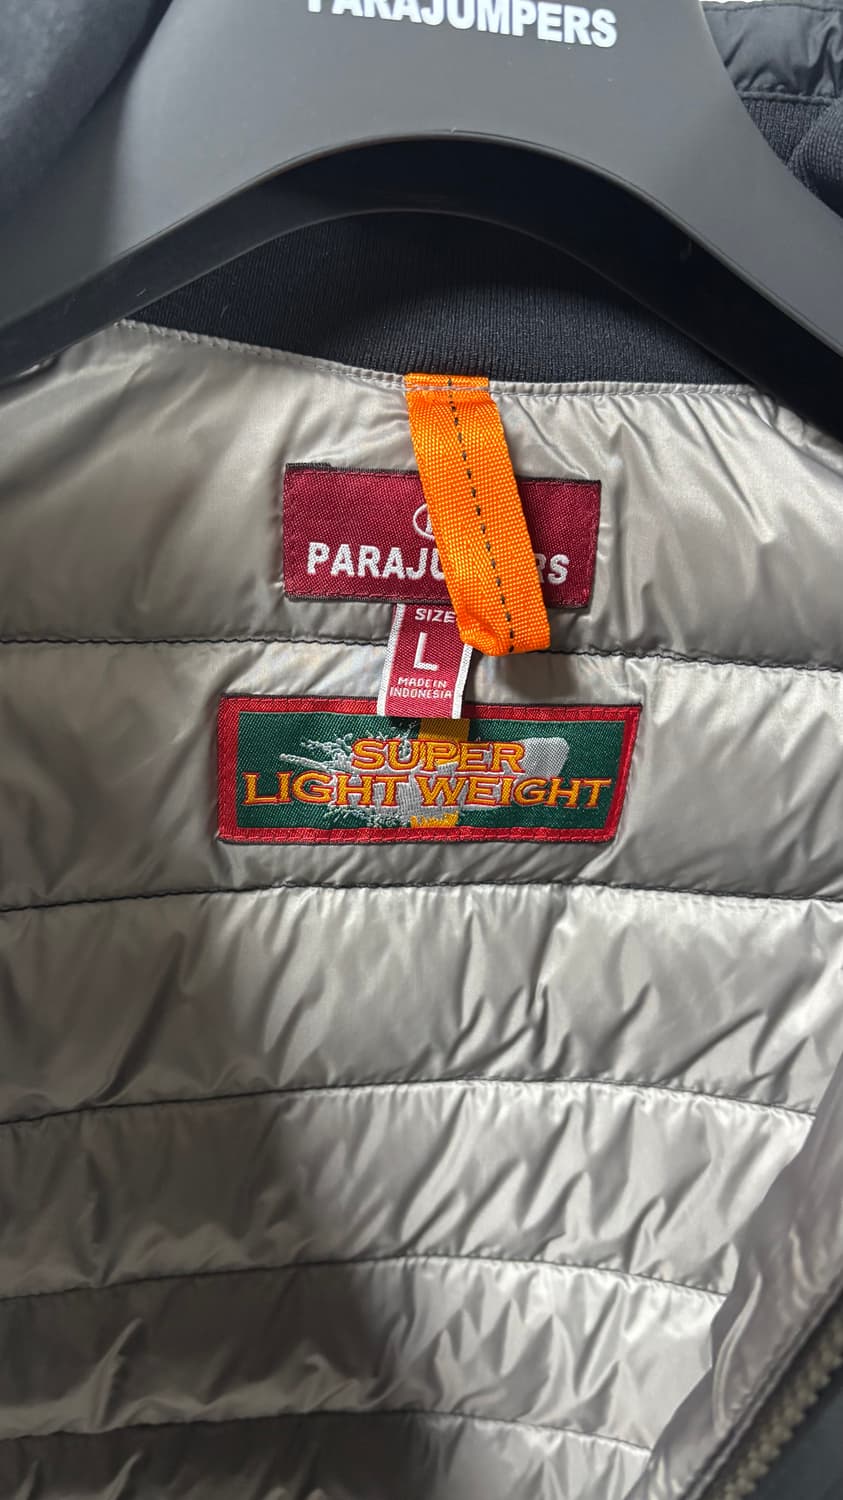 PARAJUMPERS
SIZE
L
MADE IN
INDONESIA
SUPER
LIGHT WEIGHT